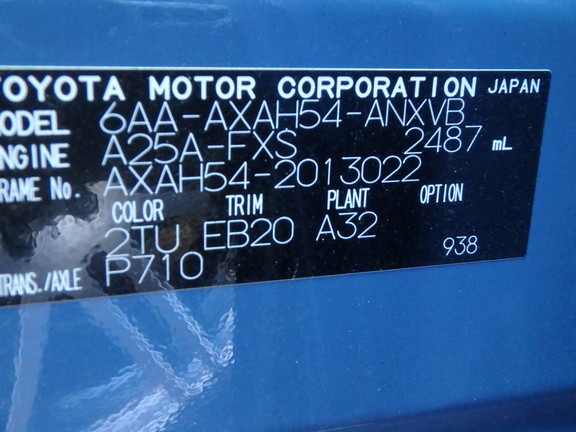 TOYOTA MOTOR CORPORATION JAPAN
MODEL 6AA-AXAH54-ANXVB
ENGINE A25A-FXS 2487 mL
FRAME No. AXAH54-2013022
COLOR TRIM PLANT OPTION
2TU EB20 A32
938
TRANS./AXLE P710